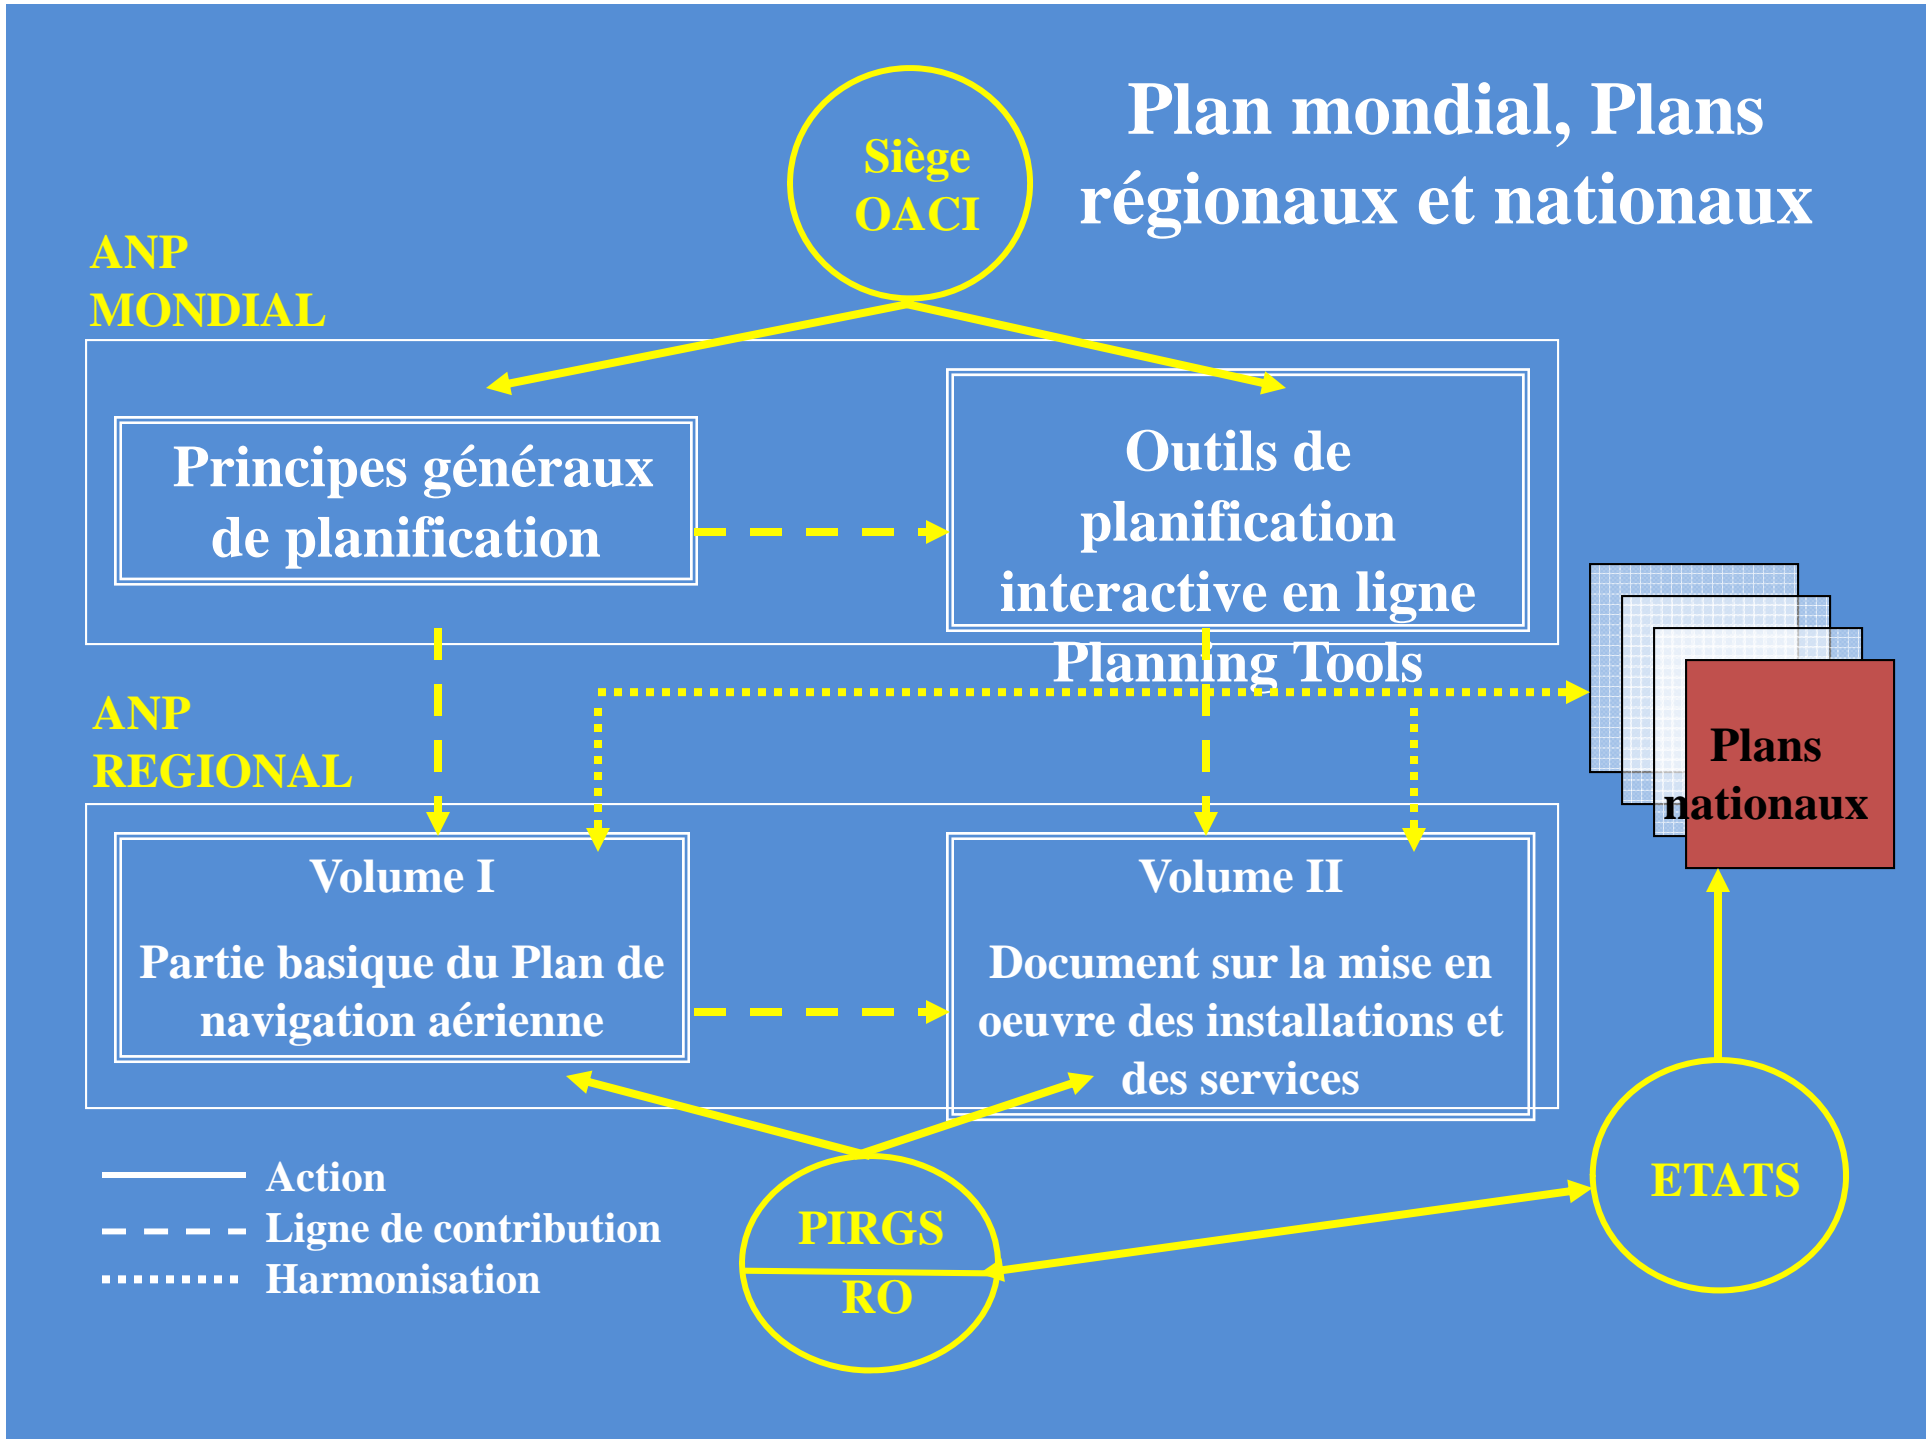 Plan mondial, Plans
régionaux et nationaux
Siège
OACI
ANP
MONDIAL
Principes généraux
de planification
Outils de
planification
interactive en ligne
Planning Tools
ANP
REGIONAL
Plans
nationaux
Volume I
Partie basique du Plan de
navigation aérienne
Volume II
Document sur la mise en
oeuvre des installations et
des services
Action
Ligne de contribution
Harmonisation
PIRGS
RO
ETATS